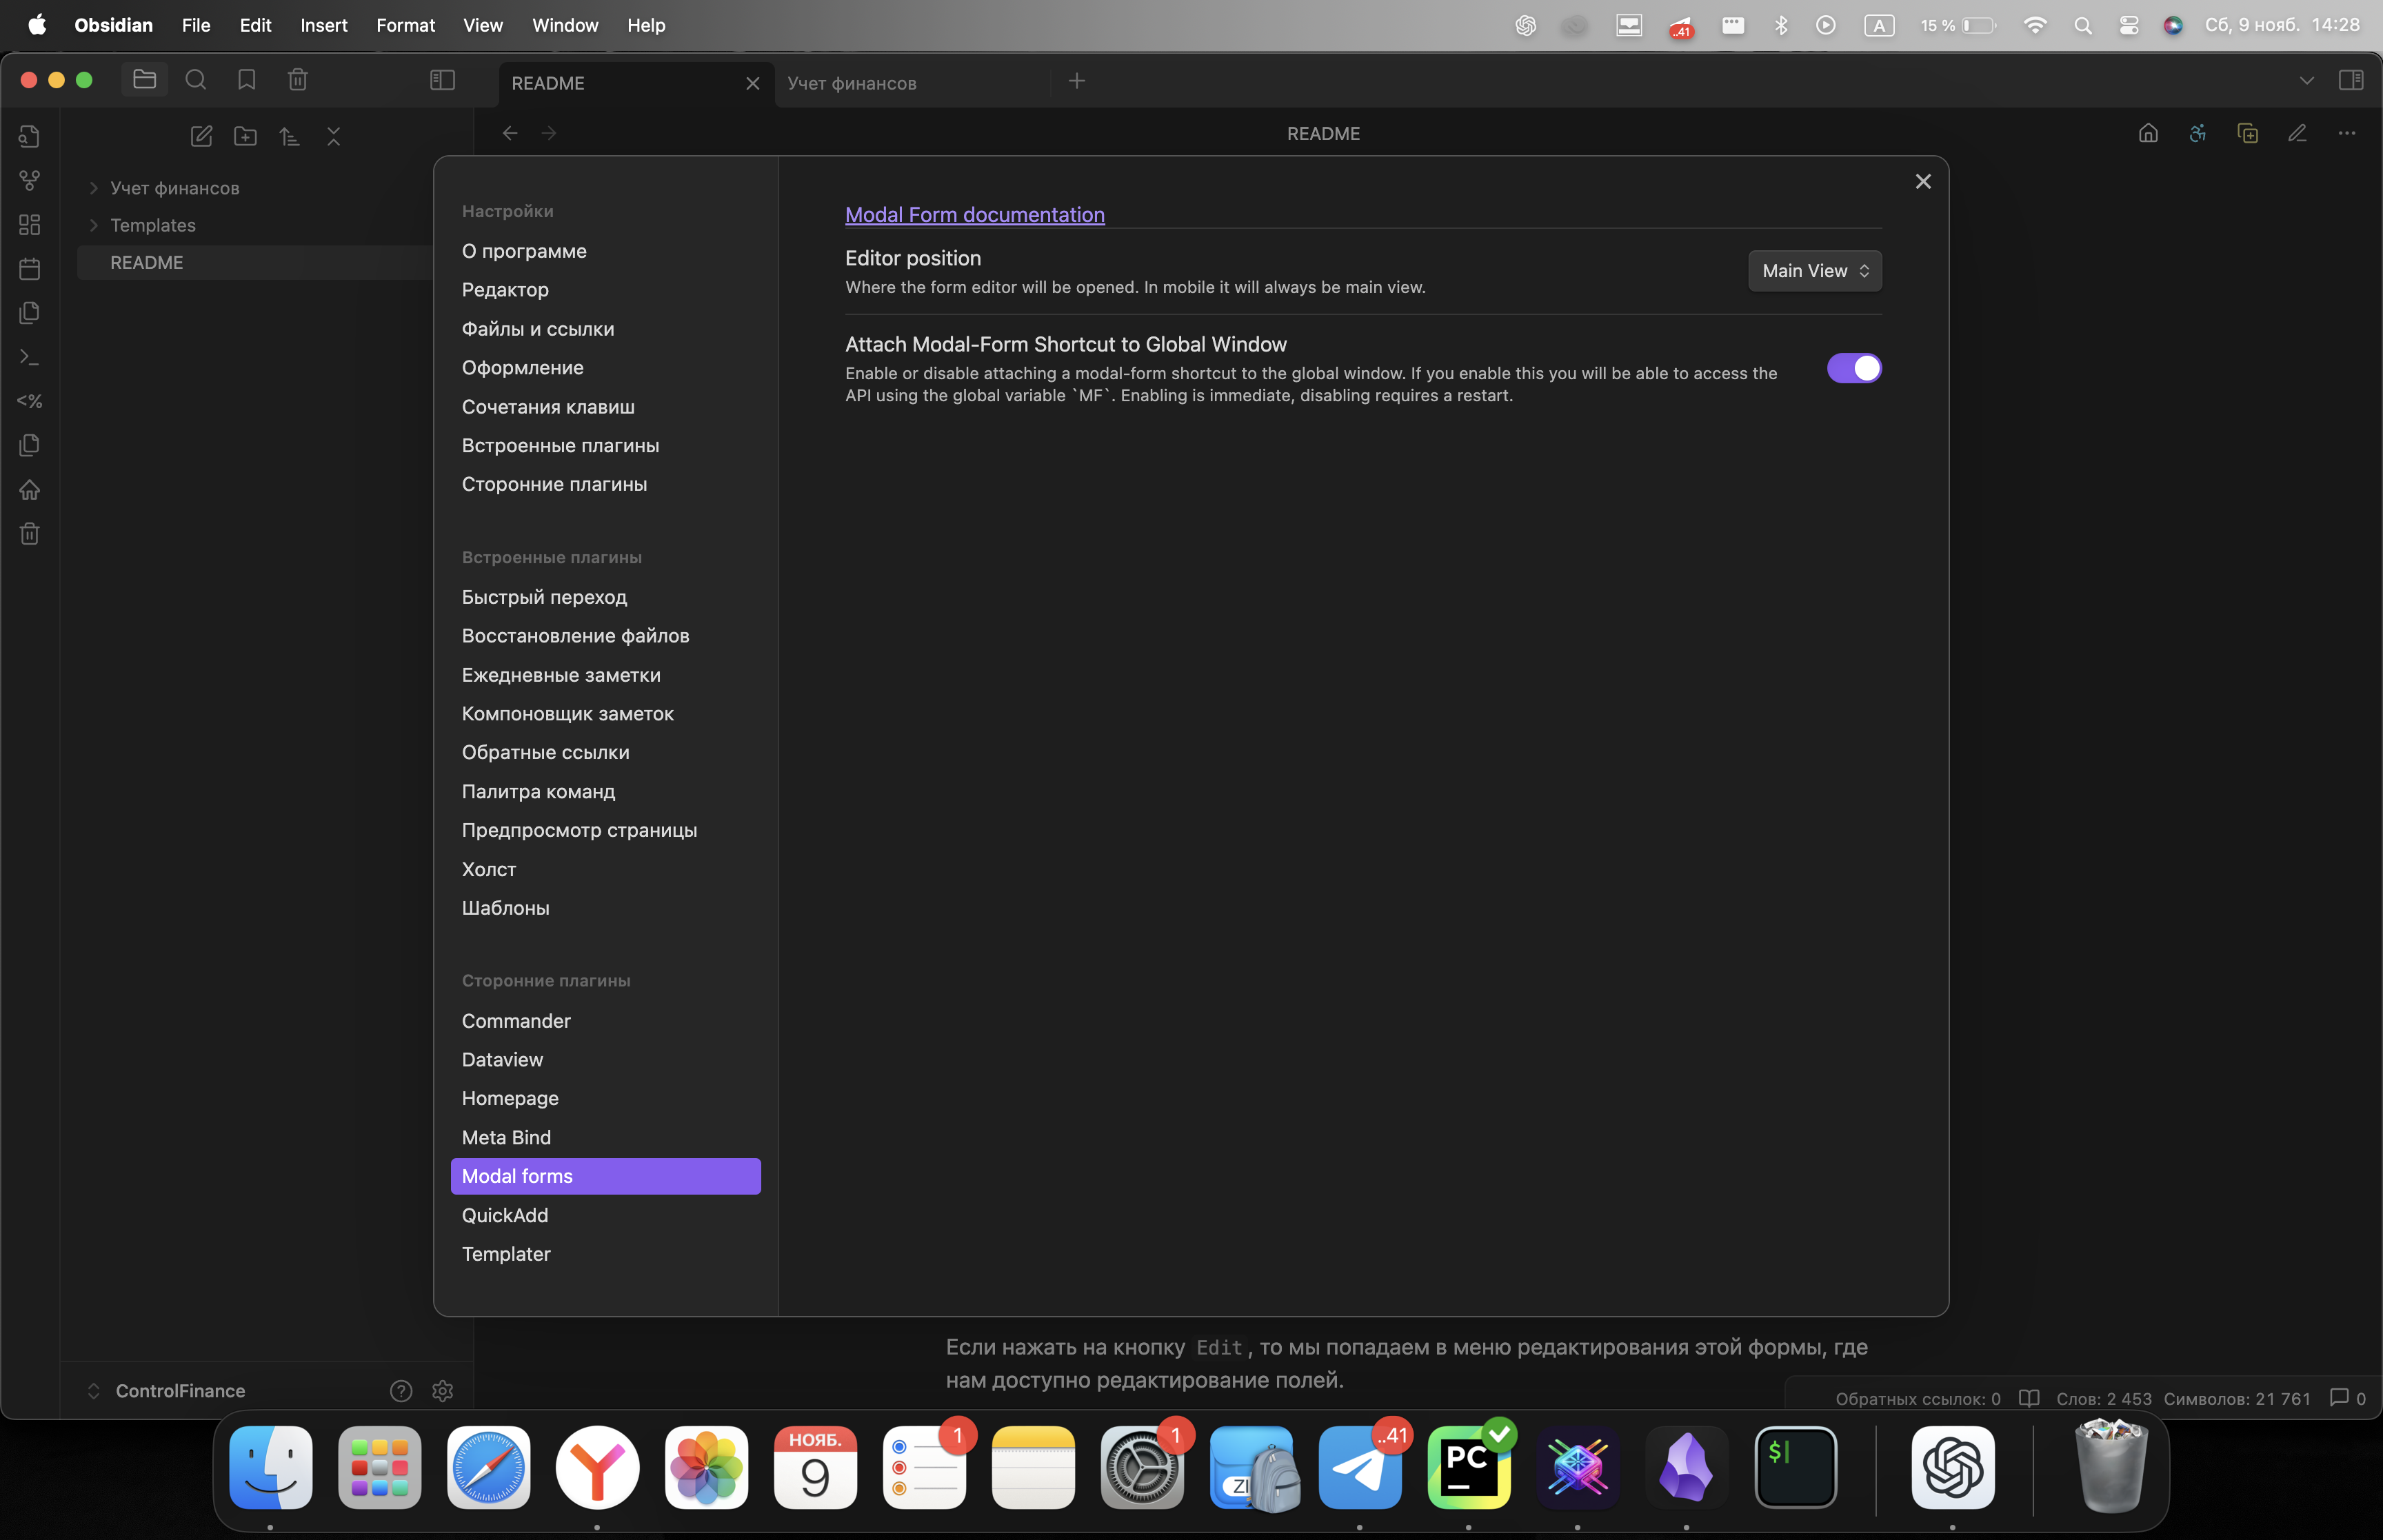 Obsidian File Edit Insert Format View Window Help
..41 A 15 % Сб, 9 нояб. 14:28
README Учет финансов
README
Учет финансов
Templates
README
Настройки
О программе
Редактор
Файлы и ссылки
Оформление
Сочетания клавиш
Встроенные плагины
Сторонние плагины
Встроенные плагины
Быстрый переход
Восстановление файлов
Ежедневные заметки
Компоновщик заметок
Обратные ссылки
Палитра команд
Предпросмотр страницы
Холст
Шаблоны
Сторонние плагины
Commander
Dataview
Homepage
Meta Bind
Modal forms
QuickAdd
Templater
Modal Form documentation
Editor position
Where the form editor will be opened. In mobile it will always be main view.
Main View
Attach Modal-Form Shortcut to Global Window
Enable or disable attaching a modal-form shortcut to the global window. If you enable this you will be able to access the
API using the global variable `MF`. Enabling is immediate, disabling requires a restart.
Если нажать на кнопку Edit, то мы попадаем в меню редактирования этой формы, где
нам доступно редактирование полей.
ControlFinance
Обратных ссылок: 0 Слов: 2 453 Символов: 21 761 0
НОЯБ.
9
1
1
ZI
..41
PC
$